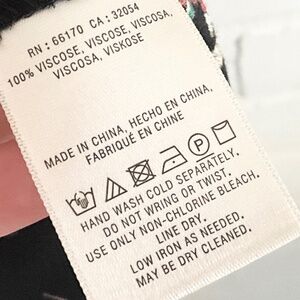 RN : 66170 CA : 32054
100% VISCOSE, VISCOSE, VISCOSA,
VISCOSA, VISKOSE
MADE IN CHINA, HECHO EN CHINA,
FABRIQUÉ EN CHINE
HAND WASH COLD SEPARATELY.
DO NOT WRING OR TWIST.
USE ONLY NON-CHLORINE BLEACH.
LINE DRY.
LOW IRON AS NEEDED.
MAY BE DRY CLEANED.